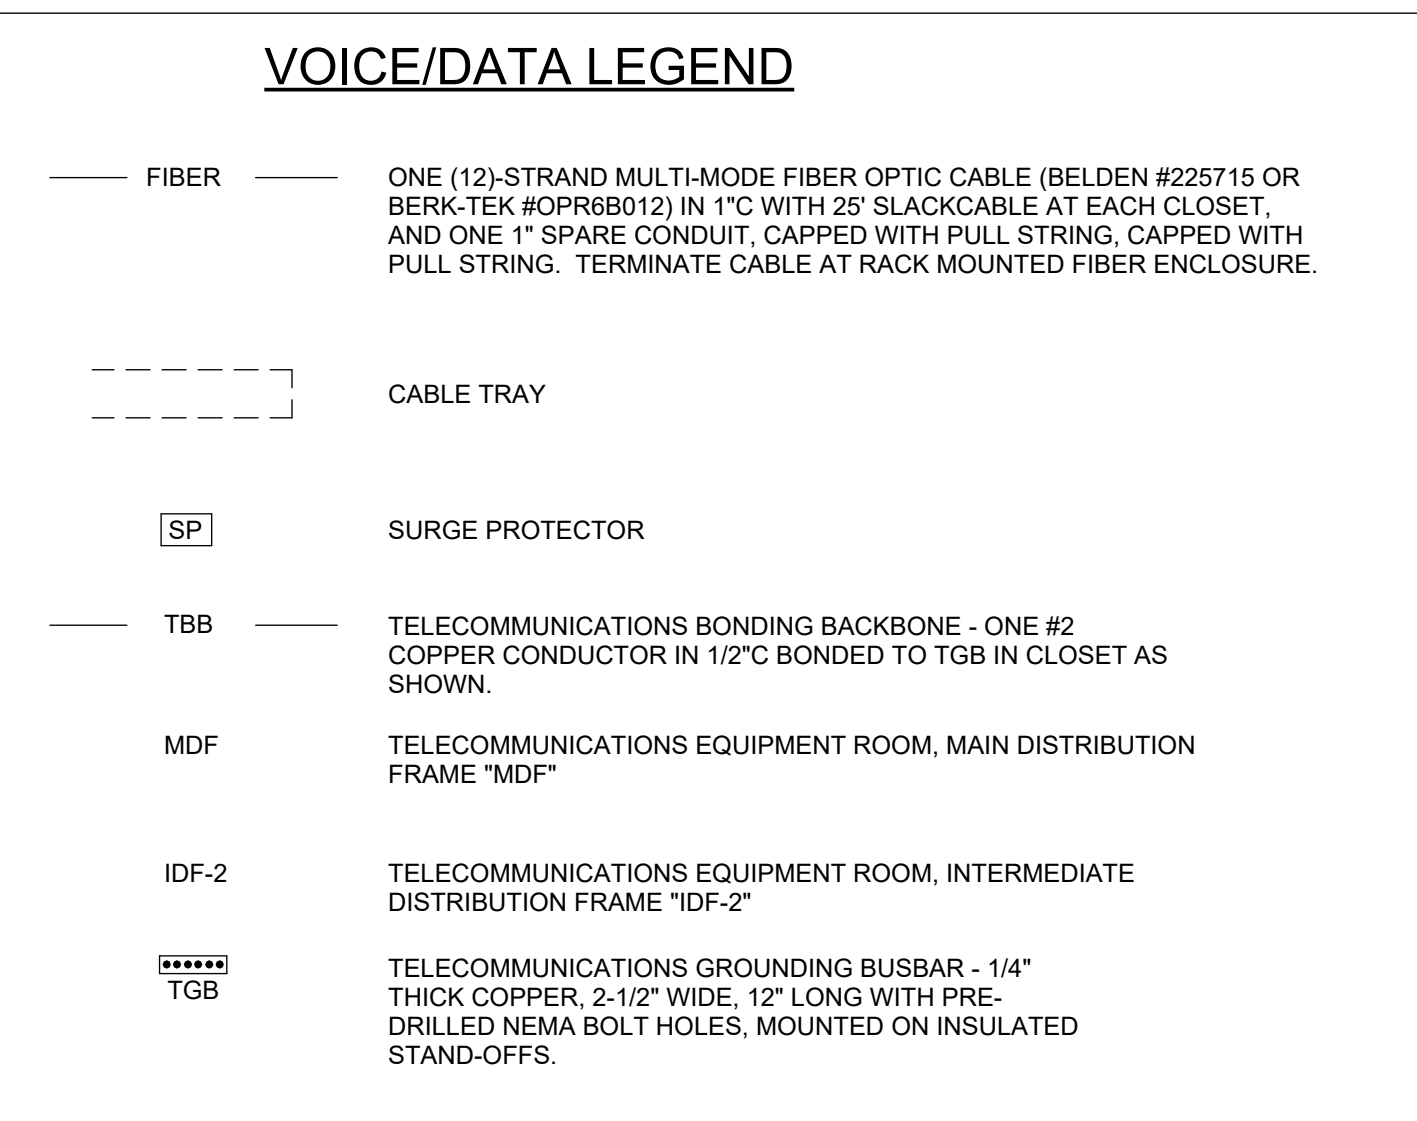 VOICE/DATA LEGEND
FIBER
ONE (12)-STRAND MULTI-MODE FIBER OPTIC CABLE (BELDEN #225715 OR
BERK-TEK #OPR6B012) IN 1"C WITH 25' SLACKCABLE AT EACH CLOSET,
AND ONE 1" SPARE CONDUIT, CAPPED WITH PULL STRING, CAPPED WITH
PULL STRING.  TERMINATE CABLE AT RACK MOUNTED FIBER ENCLOSURE.
CABLE TRAY
SP
SURGE PROTECTOR
TBB
TELECOMMUNICATIONS BONDING BACKBONE - ONE #2
COPPER CONDUCTOR IN 1/2"C BONDED TO TGB IN CLOSET AS
SHOWN.
MDF
TELECOMMUNICATIONS EQUIPMENT ROOM, MAIN DISTRIBUTION
FRAME "MDF"
IDF-2
TELECOMMUNICATIONS EQUIPMENT ROOM, INTERMEDIATE
DISTRIBUTION FRAME "IDF-2"
TGB
TELECOMMUNICATIONS GROUNDING BUSBAR - 1/4"
THICK COPPER, 2-1/2" WIDE, 12" LONG WITH PRE-
DRILLED NEMA BOLT HOLES, MOUNTED ON INSULATED
STAND-OFFS.